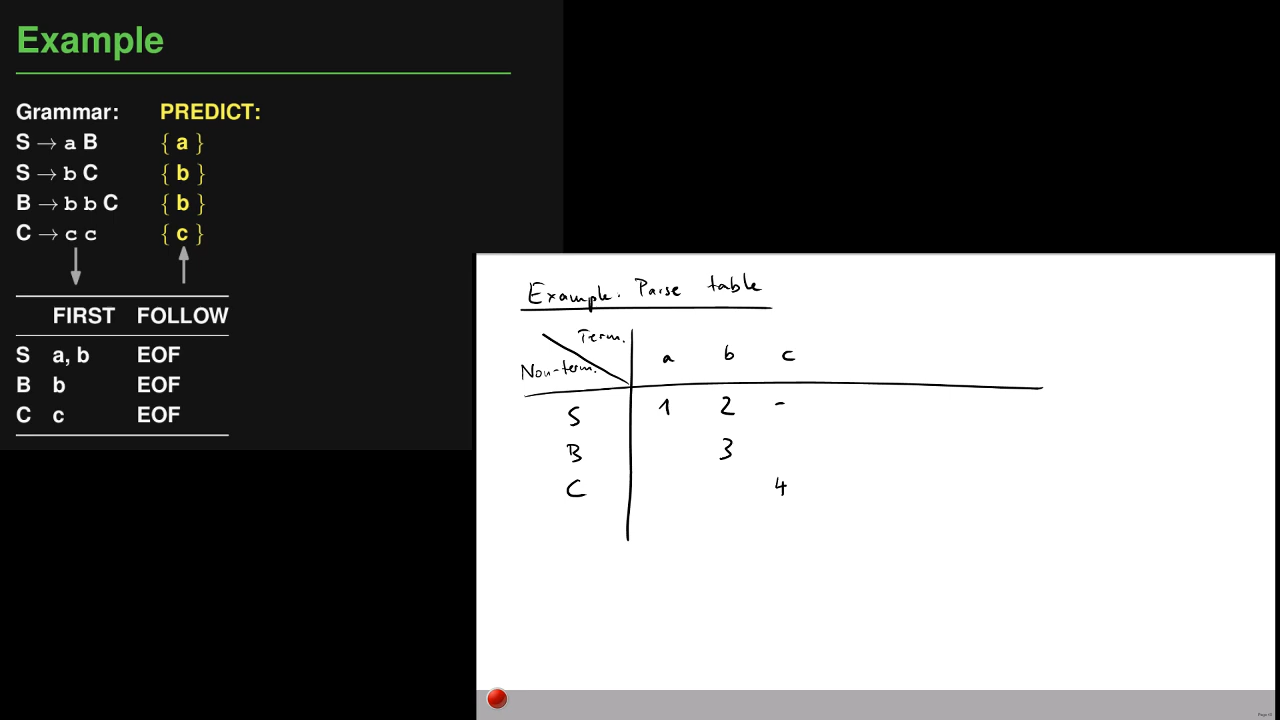 Example
Grammar: PREDICT:
S → a B { a }
S → b C { b }
B → b b C { b }
C → c c { c }
FIRST FOLLOW
S a, b EOF
B b EOF
C c EOF
Example: Parse table
Term.
Non-term. a b c
S 1 2 -
B 3
C 4